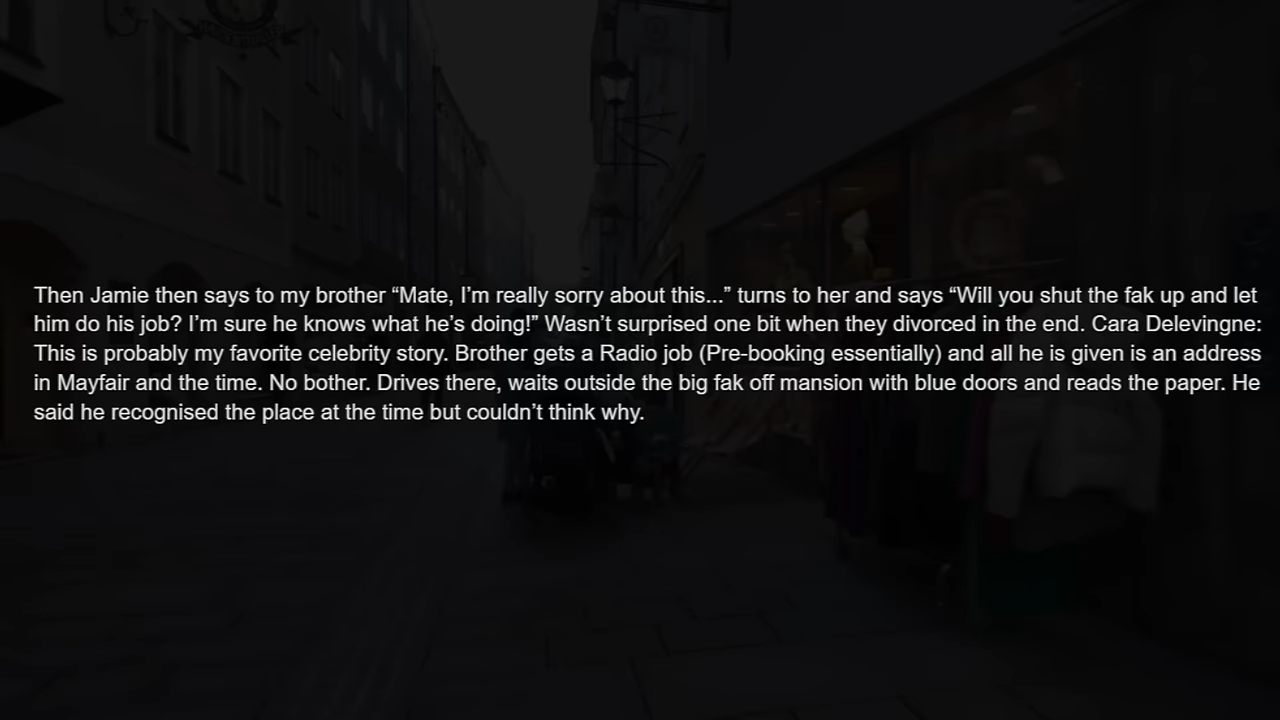 Then Jamie then says to my brother “Mate, I’m really sorry about this...” turns to her and says “Will you shut the fak up and let
him do his job? I’m sure he knows what he’s doing!” Wasn’t surprised one bit when they divorced in the end. Cara Delevingne:
This is probably my favorite celebrity story. Brother gets a Radio job (Pre-booking essentially) and all he is given is an address
in Mayfair and the time. No bother. Drives there, waits outside the big fak off mansion with blue doors and reads the paper. He
said he recognised the place at the time but couldn’t think why.